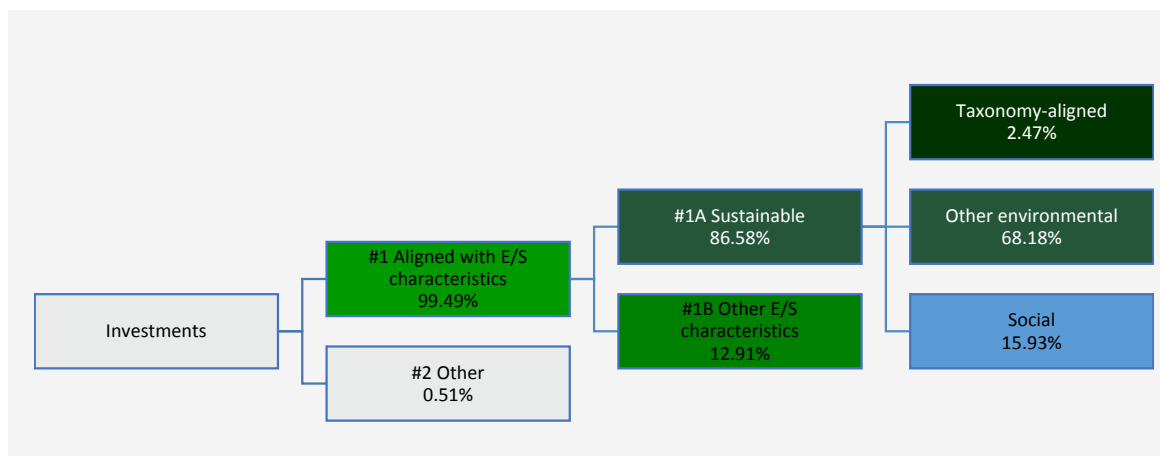 Investments
#1 Aligned with E/S
characteristics
99.49%
#2 Other
0.51%
#1A Sustainable
86.58%
#1B Other E/S
characteristics
12.91%
Taxonomy-aligned
2.47%
Other environmental
68.18%
Social
15.93%